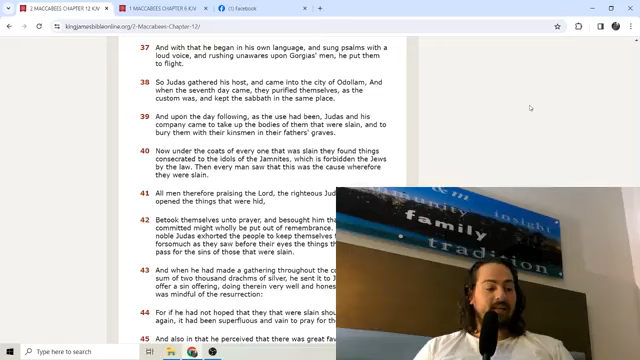 2 MACCABEES CHAPTER 12 KJV
1 MACCABEES CHAPTER 6 KJV
(1) Facebook
kingjamesbibleonline.org/2-Maccabees-Chapter-12/
37 And with that he began in his own language, and sung psalms with a
loud voice, and rushing unawares upon Gorgias' men, he put them
to flight.
38 So Judas gathered his host, and came into the city of Odollam, And
when the seventh day came, they purified themselves, as the
custom was, and kept the sabbath in the same place.
39 And upon the day following, as the use had been, Judas and his
company came to take up the bodies of them that were slain, and to
bury them with their kinsmen in their fathers' graves.
40 Now under the coats of every one that was slain they found things
consecrated to the idols of the Jamnites, which is forbidden the Jews
by the law. Then every man saw that this was the cause wherefore
they were slain.
41 All men therefore praising the Lord, the righteous Jud
opened the things that were hid,
42 Betook themselves unto prayer, and besought him tha
committed might wholly be put out of remembrance.
noble Judas exhorted the people to keep themselves f
forsomuch as they saw before their eyes the things th
pass for the sins of those that were slain.
43 And when he had made a gathering throughout the co
sum of two thousand drachms of silver, he sent it to J
offer a sin offering, doing therein very well and hones
was mindful of the resurrection:
44 For if he had not hoped that they that were slain shou
again, it had been superfluous and vain to pray for the
45 And also in that he perceived that there was great fav
& m
community
insight
family
tradition
Type here to search